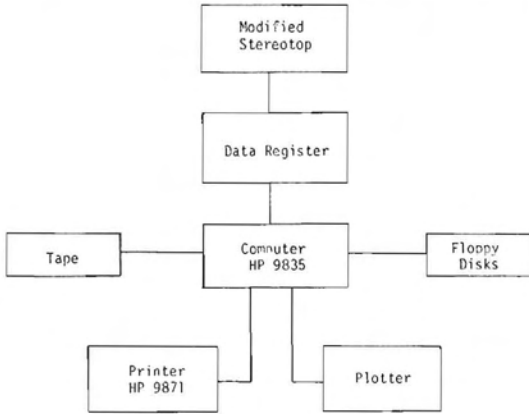 Modified
Stereotop
Data Register
Tape
Computer
HP 9835
Floppy
Disks
Printer
HP 9871
Plotter